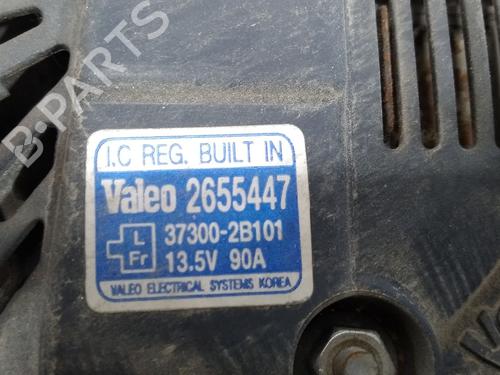 B-PARTS
I.C REG. BUILT IN
Valeo 2655447
L
Fr
37300-2B101
13.5V 90A
VALEO ELECTRICAL SYSTEMS KOREA